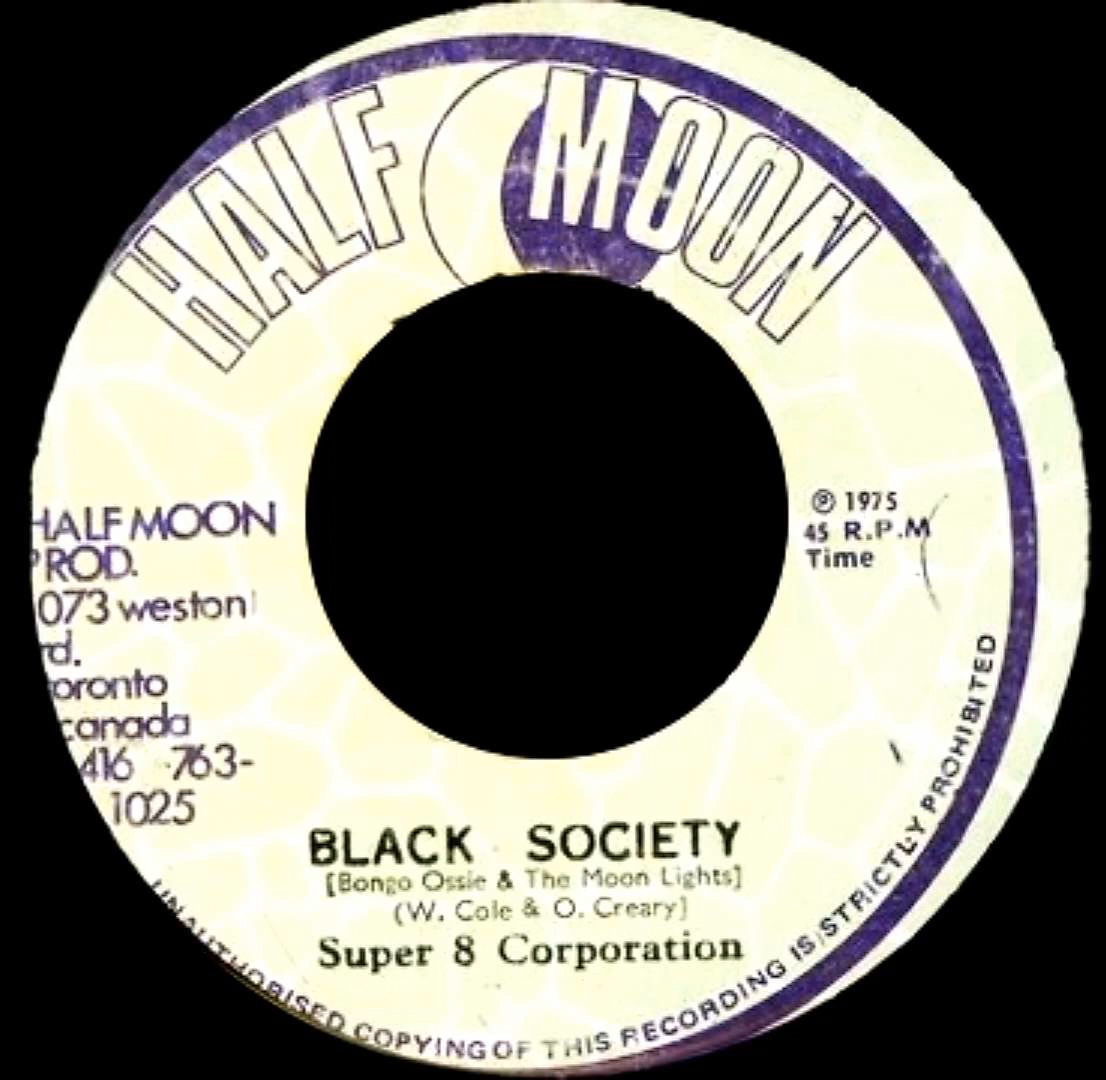 HALF MOON
HALF MOON
PROD.
073 weston
rd.
toronto
canada
416 763-
1025
℗ 1975
45 R.P.M
Time
BLACK SOCIETY
[Bongo Ossie & The Moon Lights]
(W. Cole & O. Creary)
Super 8 Corporation
UNAUTHORISED COPYING OF THIS RECORDING IS STRICTLY PROHIBITED